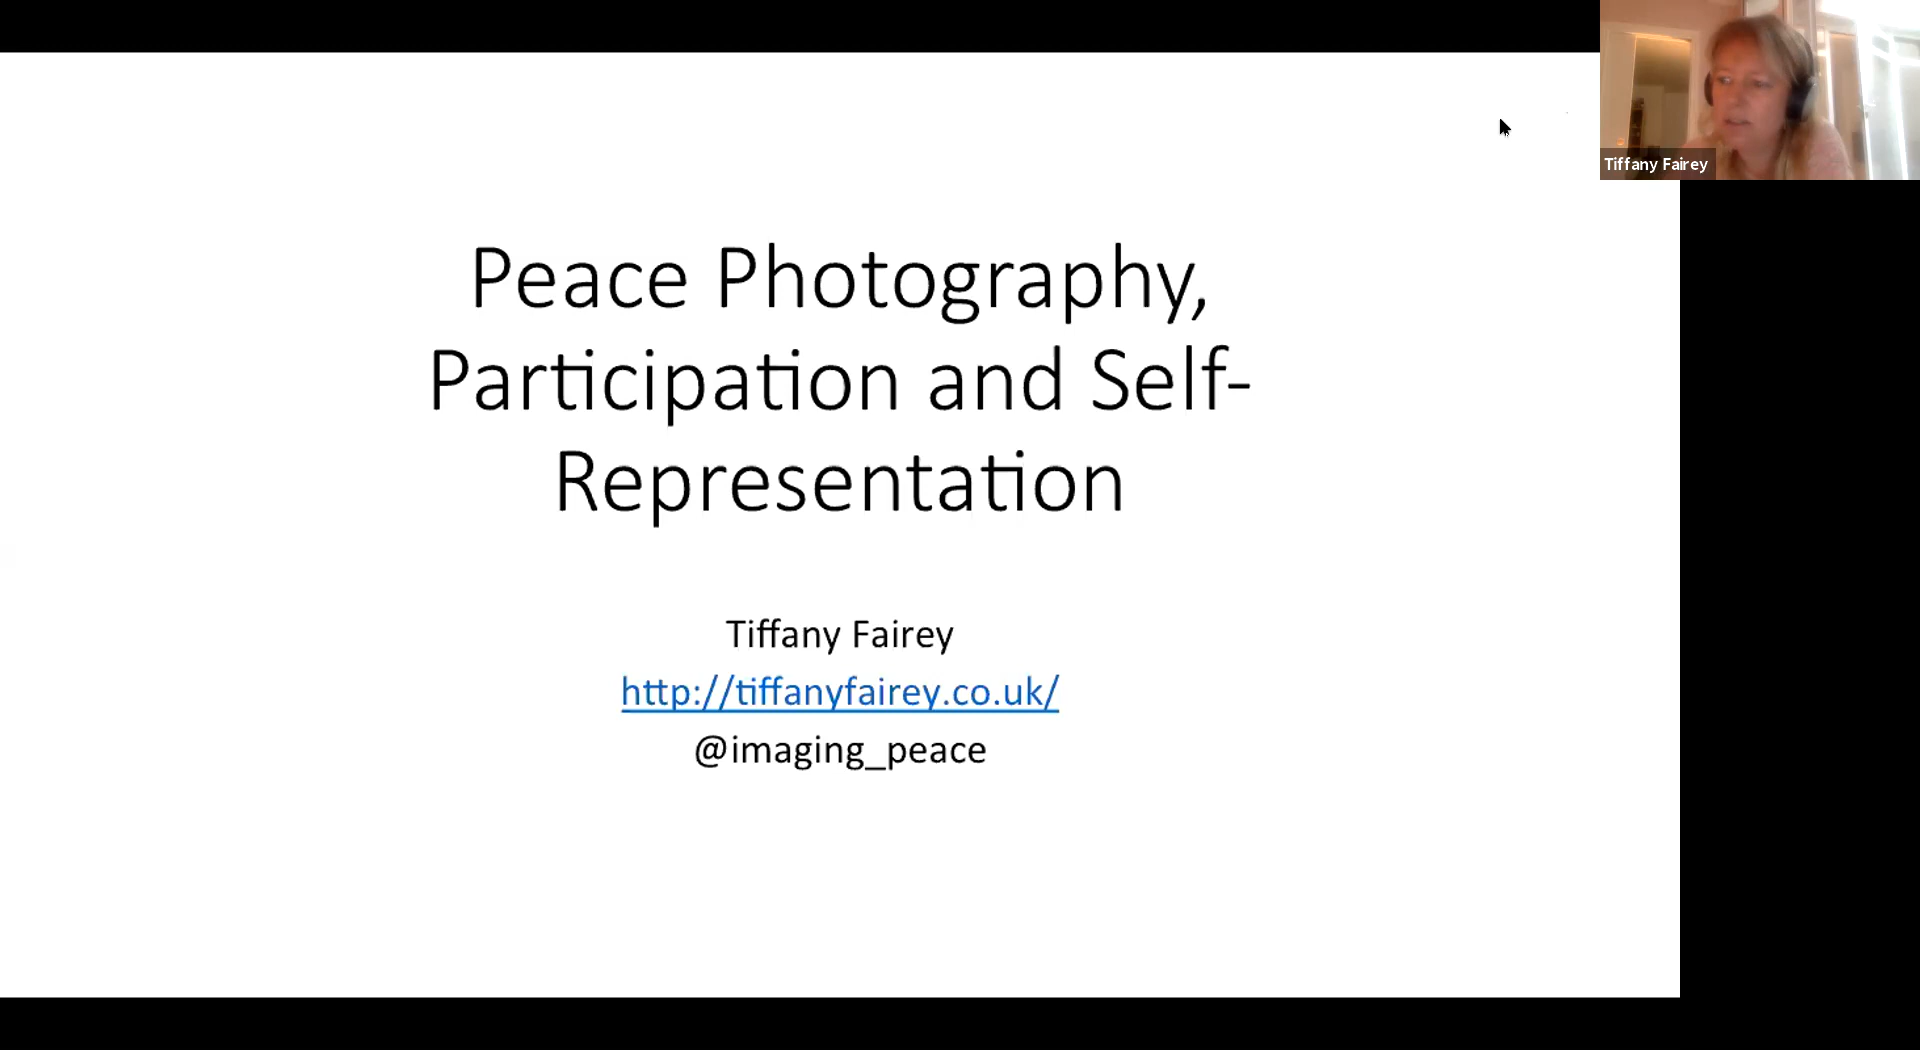 Tiffany Fairey
Peace Photography,
Participation and Self-
Representation
Tiffany Fairey
http://tiffanyfairey.co.uk/
@imaging_peace